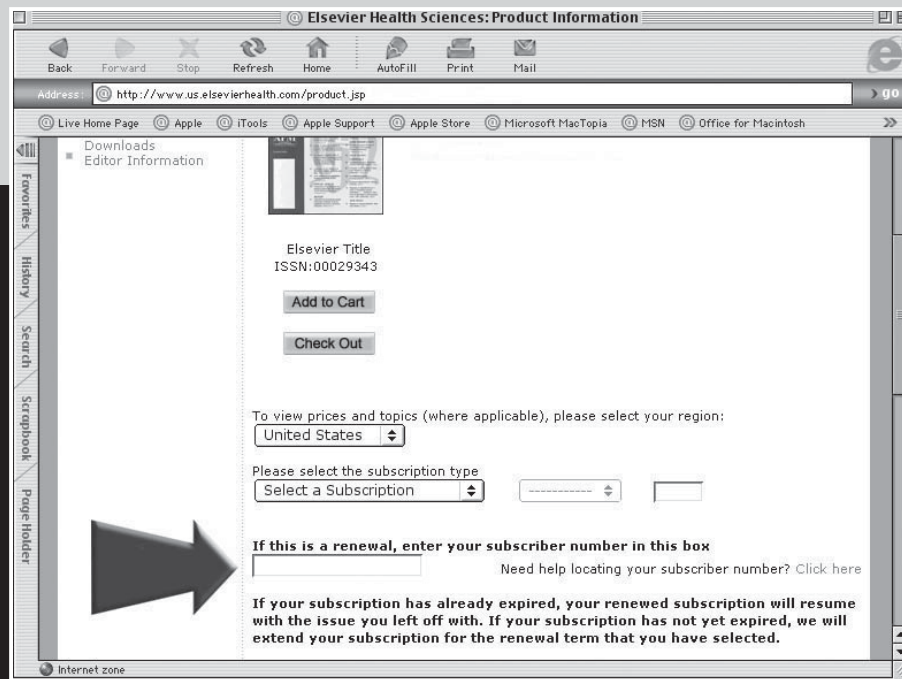 Elsevier Health Sciences: Product Information
Back Forward Stop Refresh Home AutoFill Print Mail
Address: http://www.us.elsevierhealth.com/product.jsp go
Live Home Page Apple iTools Apple Support Apple Store Microsoft MacTopia MSN Office for Macintosh
Favorites
History
Search
Scrapbook
Page Holder
Downloads
Editor Information
Elsevier Title
ISSN:00029343
Add to Cart
Check Out
To view prices and topics (where applicable), please select your region:
United States
Please select the subscription type
Select a Subscription -----------
If this is a renewal, enter your subscriber number in this box
Need help locating your subscriber number? Click here
If your subscription has already expired, your renewed subscription will resume
with the issue you left off with. If your subscription has not yet expired, we will
extend your subscription for the renewal term that you have selected.
Internet zone